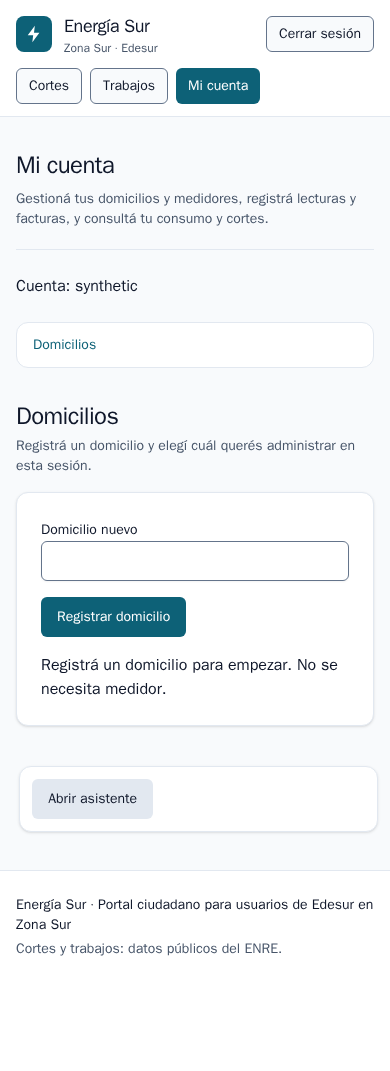 Energía Sur
Zona Sur · Edesur
Cerrar sesión
Cortes
Trabajos
Mi cuenta
Mi cuenta
Gestioná tus domicilios y medidores, registrá lecturas y
facturas, y consultá tu consumo y cortes.
Cuenta: synthetic
Domicilios
Domicilios
Registrá un domicilio y elegí cuál querés administrar en
esta sesión.
Domicilio nuevo
Registrar domicilio
Registrá un domicilio para empezar. No se
necesita medidor.
Abrir asistente
Energía Sur · Portal ciudadano para usuarios de Edesur en
Zona Sur
Cortes y trabajos: datos públicos del ENRE.